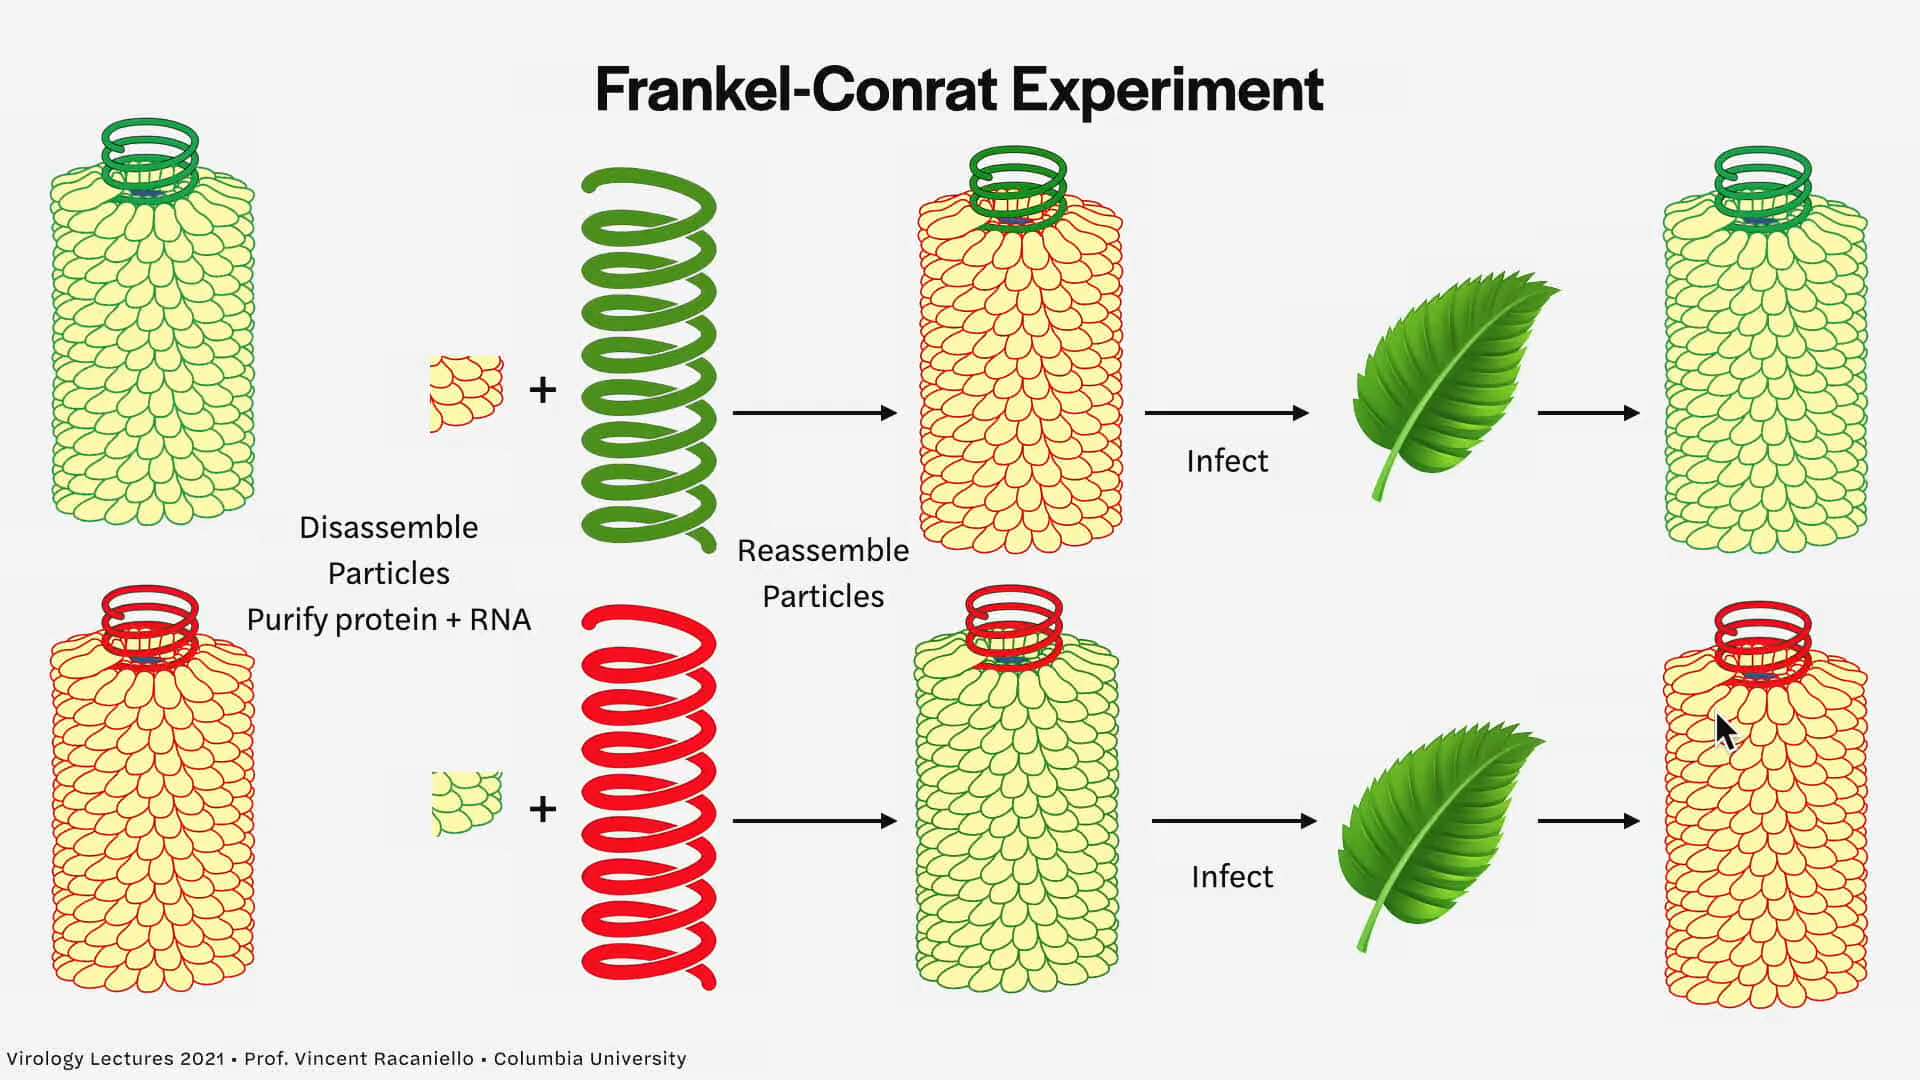 Frankel-Conrat Experiment
+
Infect
Disassemble
Particles
Purify protein + RNA
Reassemble
Particles
+
Infect
Virology Lectures 2021 • Prof. Vincent Racaniello • Columbia University